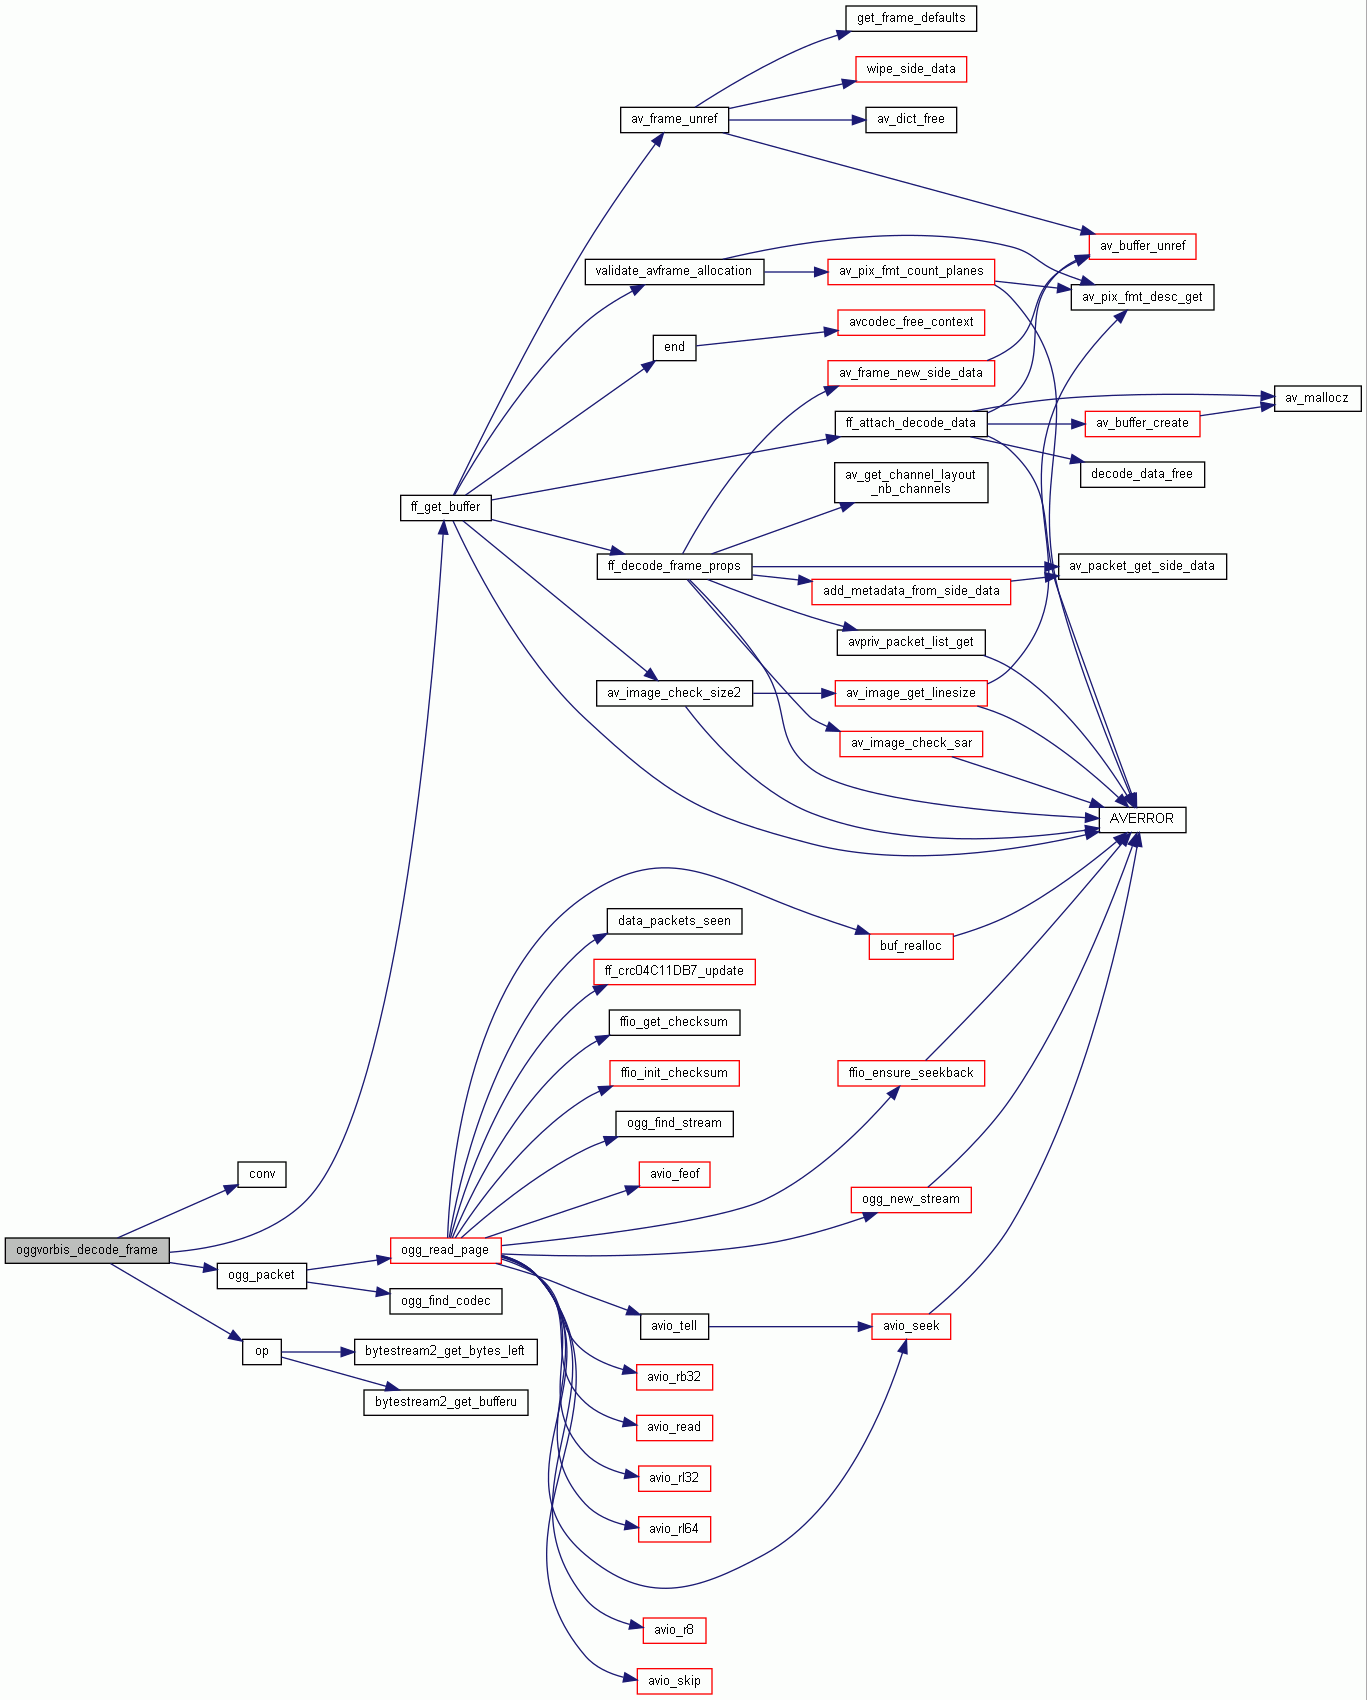 get_frame_defaults
wipe_side_data
av_frame_unref
av_dict_free
av_buffer_unref
validate_avframe_allocation
av_pix_fmt_count_planes
av_pix_fmt_desc_get
avcodec_free_context
end
av_frame_new_side_data
av_mallocz
ff_attach_decode_data
av_buffer_create
av_get_channel_layout
_nb_channels
decode_data_free
ff_get_buffer
ff_decode_frame_props
av_packet_get_side_data
add_metadata_from_side_data
avpriv_packet_list_get
av_image_check_size2
av_image_get_linesize
av_image_check_sar
AVERROR
data_packets_seen
buf_realloc
ff_crc04C11DB7_update
ffio_get_checksum
ffio_init_checksum
ffio_ensure_seekback
ogg_find_stream
conv
avio_feof
ogg_new_stream
oggvorbis_decode_frame
ogg_read_page
ogg_packet
ogg_find_codec
avio_tell
avio_seek
op
bytestream2_get_bytes_left
avio_rb32
bytestream2_get_bufferu
avio_read
avio_rl32
avio_rl64
avio_r8
avio_skip